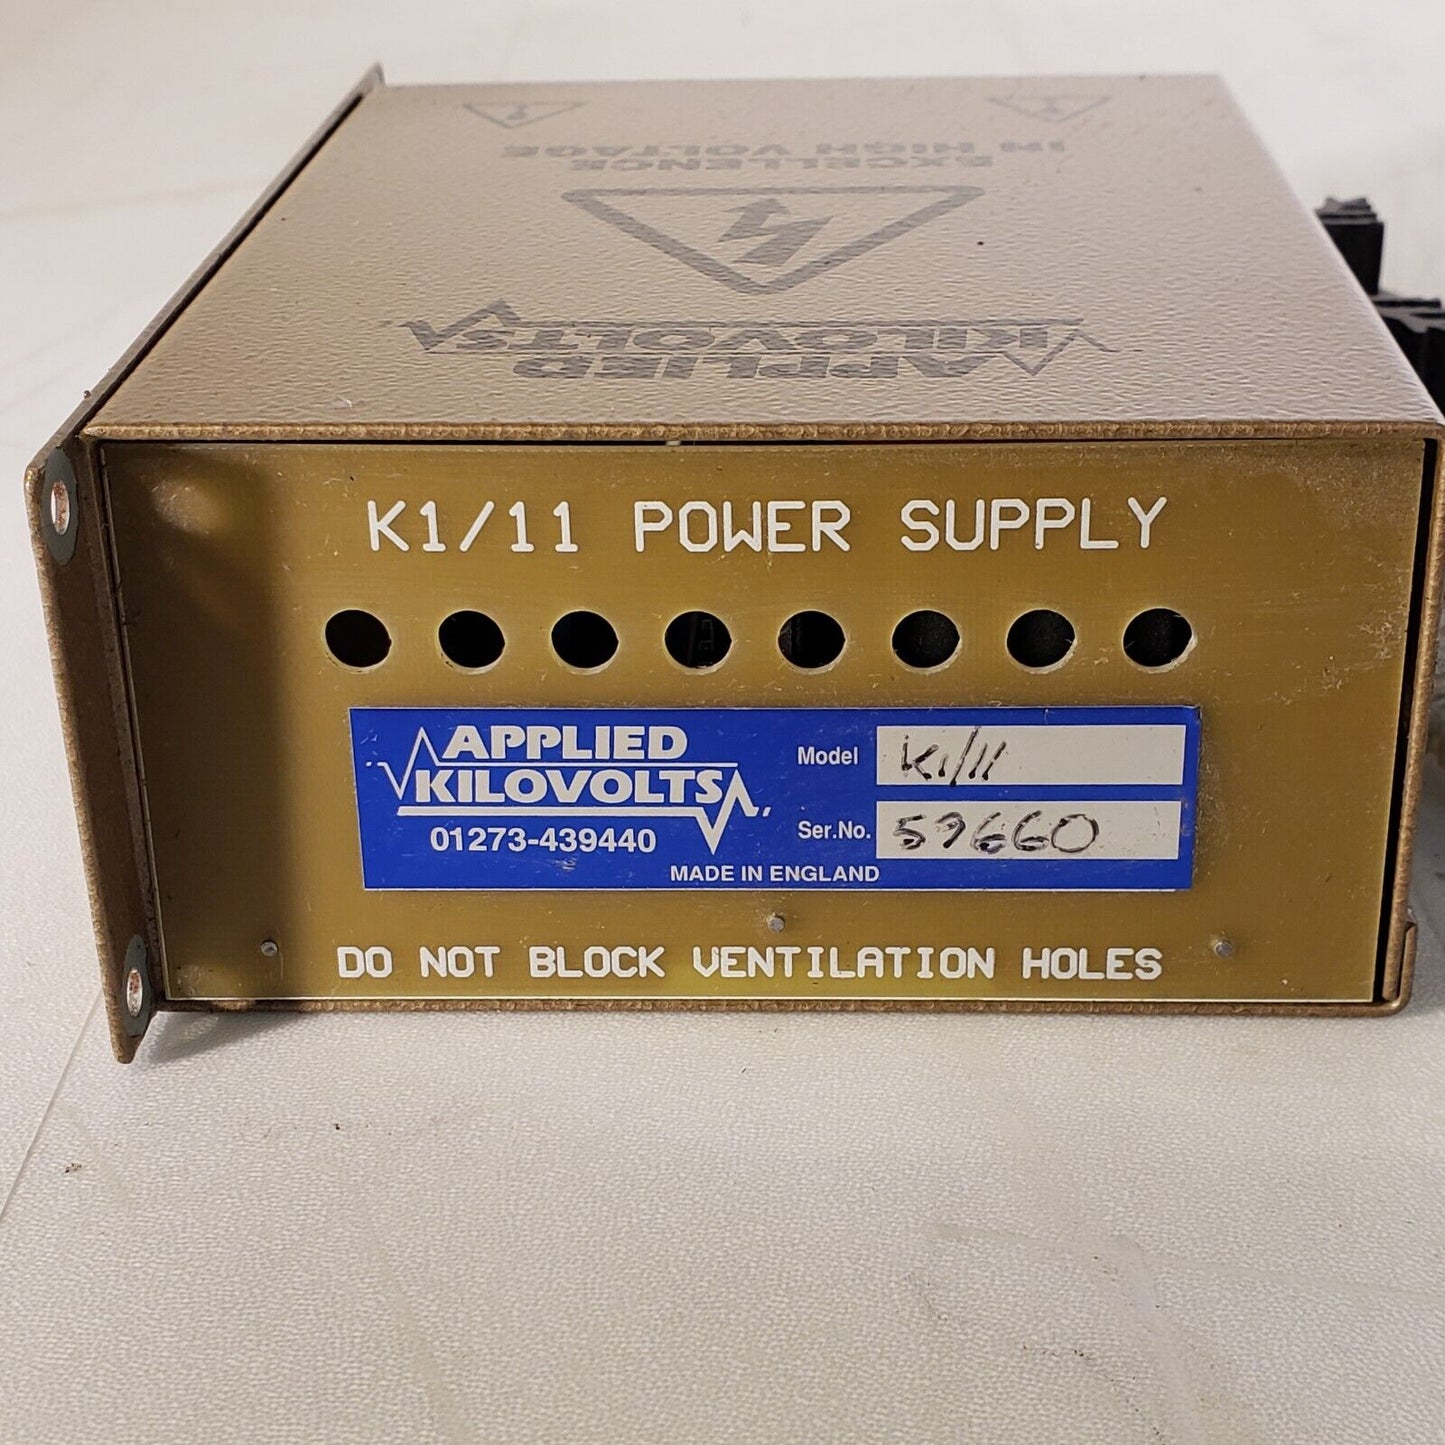 EXCELLENCE
IN HIGH VOLTAGE
APPLIED
KILOVOLTS
K1/11 POWER SUPPLY
APPLIED
KILOVOLTS
01273-439440
Model K1/11
Ser.No. 59660
MADE IN ENGLAND
DO NOT BLOCK VENTILATION HOLES